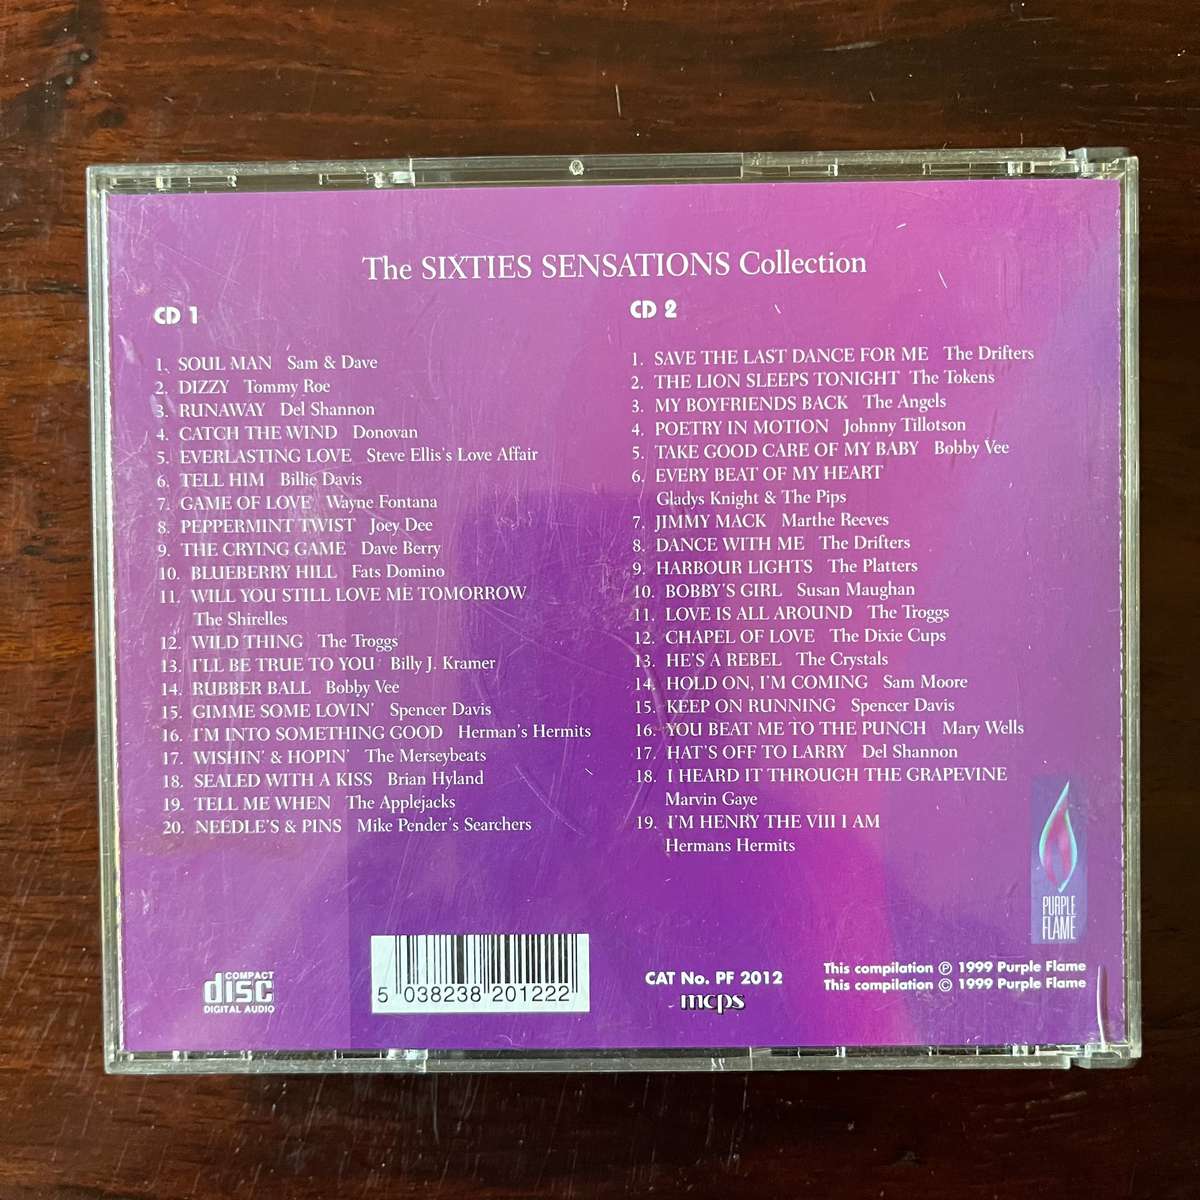 The SIXTIES SENSATIONS Collection
CD 1
1. SOUL MAN Sam & Dave
2. DIZZY Tommy Roe
3. RUNAWAY Del Shannon
4. CATCH THE WIND Donovan
5. EVERLASTING LOVE Steve Ellis's Love Affair
6. TELL HIM Billie Davis
7. GAME OF LOVE Wayne Fontana
8. PEPPERMINT TWIST Joey Dee
9. THE CRYING GAME Dave Berry
10. BLUEBERRY HILL Fats Domino
11. WILL YOU STILL LOVE ME TOMORROW
The Shirelles
12. WILD THING The Troggs
13. I'LL BE TRUE TO YOU Billy J. Kramer
14. RUBBER BALL Bobby Vee
15. GIMME SOME LOVIN' Spencer Davis
16. I'M INTO SOMETHING GOOD Herman's Hermits
17. WISHIN' & HOPIN' The Merseybeats
18. SEALED WITH A KISS Brian Hyland
19. TELL ME WHEN The Applejacks
20. NEEDLE'S & PINS Mike Pender's Searchers
CD 2
1. SAVE THE LAST DANCE FOR ME The Drifters
2. THE LION SLEEPS TONIGHT The Tokens
3. MY BOYFRIENDS BACK The Angels
4. POETRY IN MOTION Johnny Tillotson
5. TAKE GOOD CARE OF MY BABY Bobby Vee
6. EVERY BEAT OF MY HEART
Gladys Knight & The Pips
7. JIMMY MACK Marthe Reeves
8. DANCE WITH ME The Drifters
9. HARBOUR LIGHTS The Platters
10. BOBBY'S GIRL Susan Maughan
11. LOVE IS ALL AROUND The Troggs
12. CHAPEL OF LOVE The Dixie Cups
13. HE'S A REBEL The Crystals
14. HOLD ON, I'M COMING Sam Moore
15. KEEP ON RUNNING Spencer Davis
16. YOU BEAT ME TO THE PUNCH Mary Wells
17. HAT'S OFF TO LARRY Del Shannon
18. I HEARD IT THROUGH THE GRAPEVINE
Marvin Gaye
19. I'M HENRY THE VIII I AM
Hermans Hermits
PURPLE
FLAME
COMPACT
disc
DIGITAL AUDIO
5 038238 201222
CAT No. PF 2012
mcps
This compilation ℗ 1999 Purple Flame
This compilation © 1999 Purple Flame